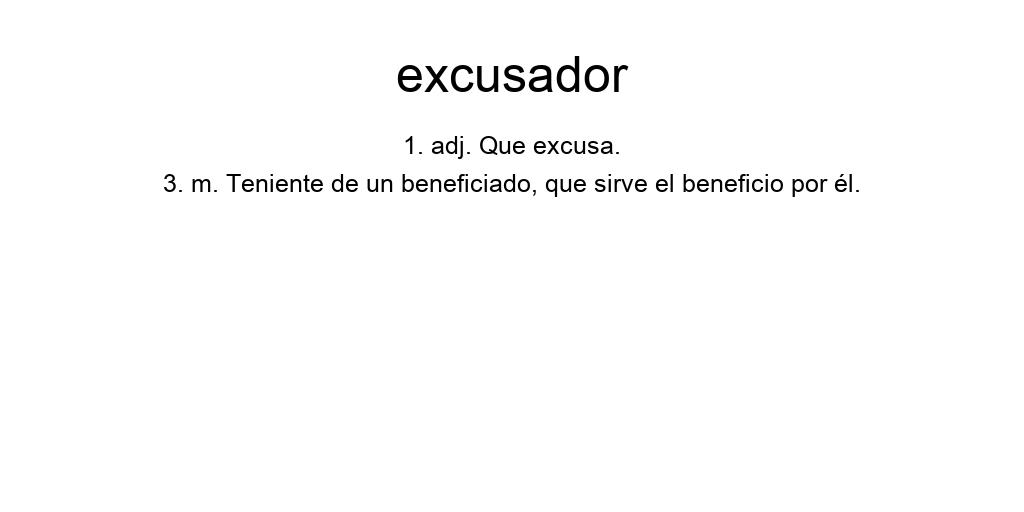 excusador
1. adj. Que excusa.
3. m. Teniente de un beneficiado, que sirve el beneficio por él.